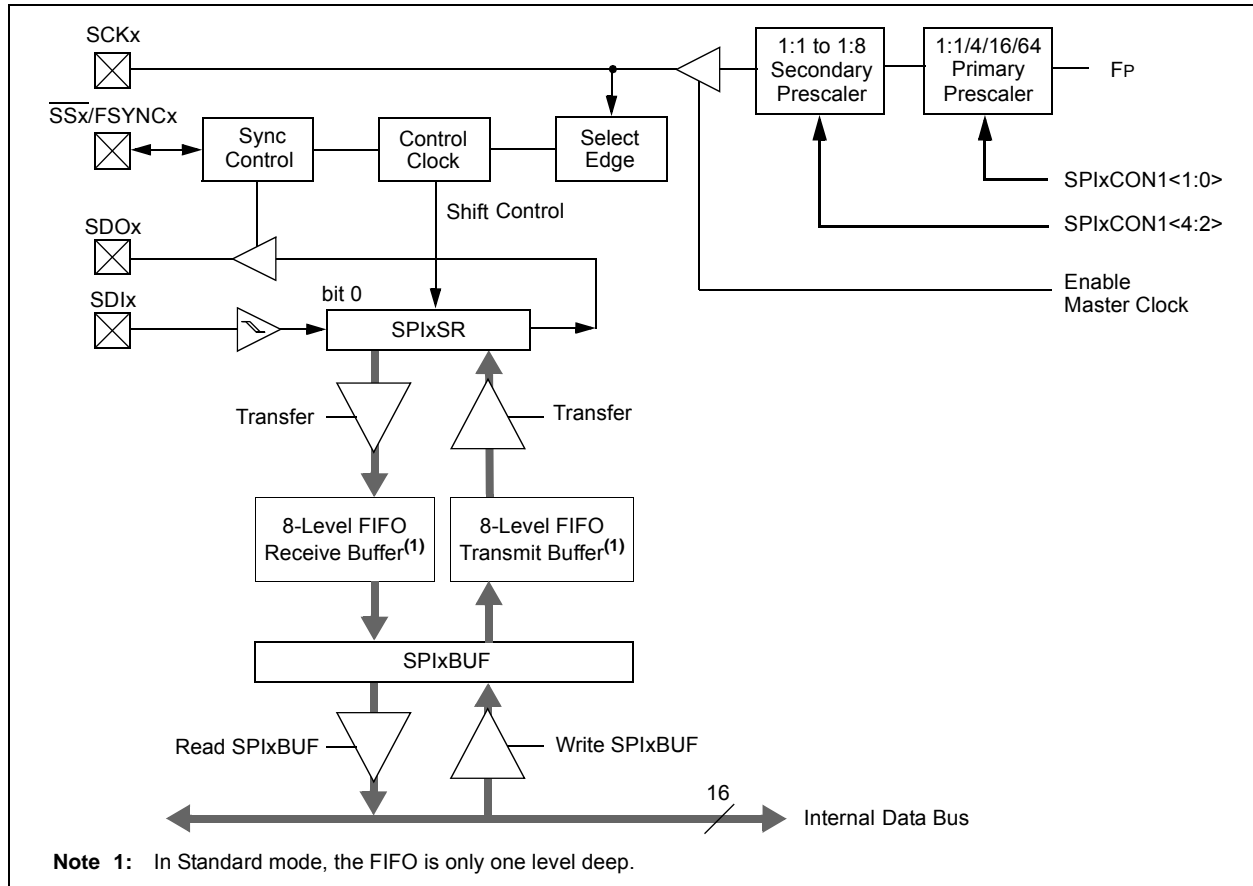 SCKx
1:1 to 1:8
Secondary
Prescaler
1:1/4/16/64
Primary
Prescaler
FP
SSx/FSYNCx
Sync
Control
Control
Clock
Select
Edge
SPIxCON1<1:0>
Shift Control
SPIxCON1<4:2>
SDOx
Enable
Master Clock
SDIx
bit 0
SPIxSR
Transfer
Transfer
8-Level FIFO
Receive Buffer(1)
8-Level FIFO
Transmit Buffer(1)
SPIxBUF
Read SPIxBUF
Write SPIxBUF
16
Internal Data Bus
Note 1: In Standard mode, the FIFO is only one level deep.